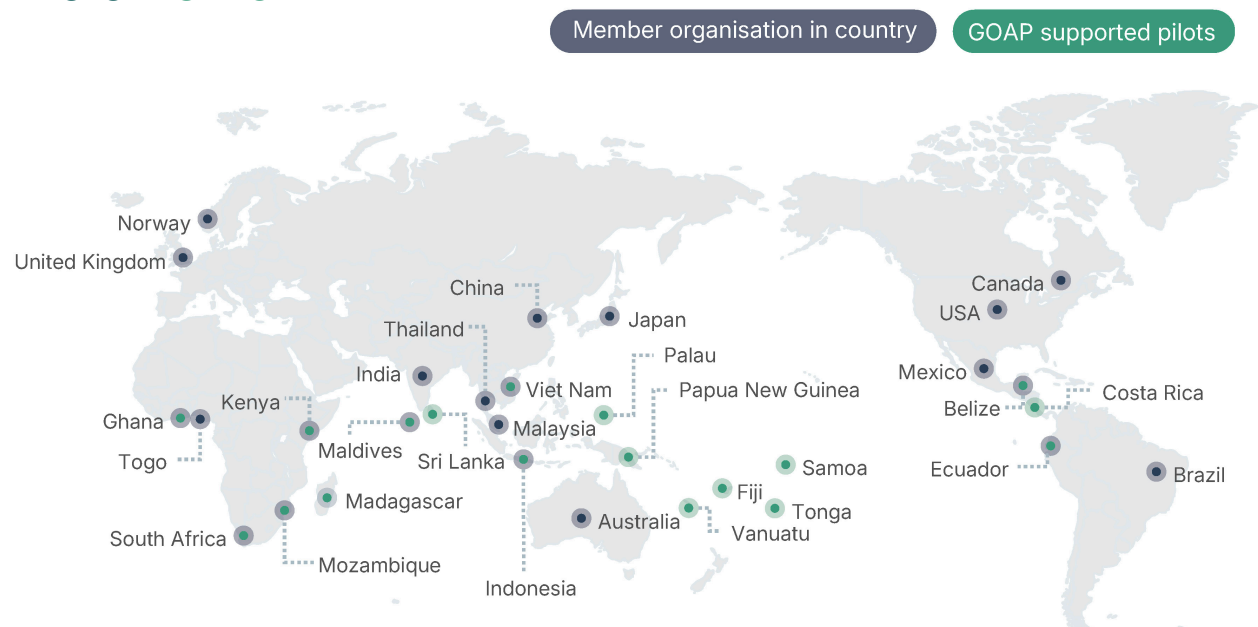 Member organisation in country
GOAP supported pilots
Norway
United Kingdom
China
Canada
USA
Thailand
Japan
Palau
India
Mexico
Viet Nam
Papua New Guinea
Costa Rica
Kenya
Belize
Ghana
Malaysia
Maldives
Togo
Sri Lanka
Samoa
Ecuador
Brazil
Fiji
Madagascar
Tonga
Australia
Vanuatu
South Africa
Mozambique
Indonesia